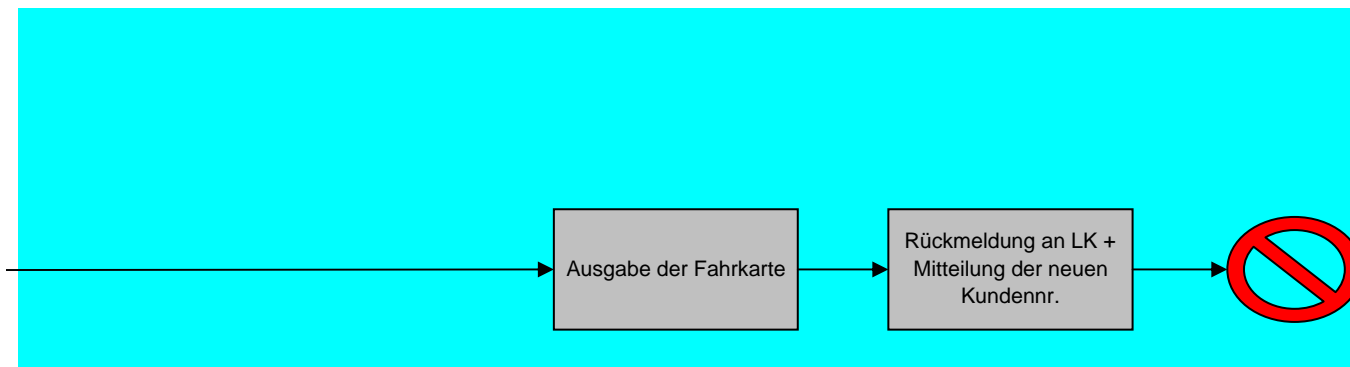 Ausgabe der Fahrkarte
Rückmeldung an LK +
Mitteilung der neuen
Kundennr.